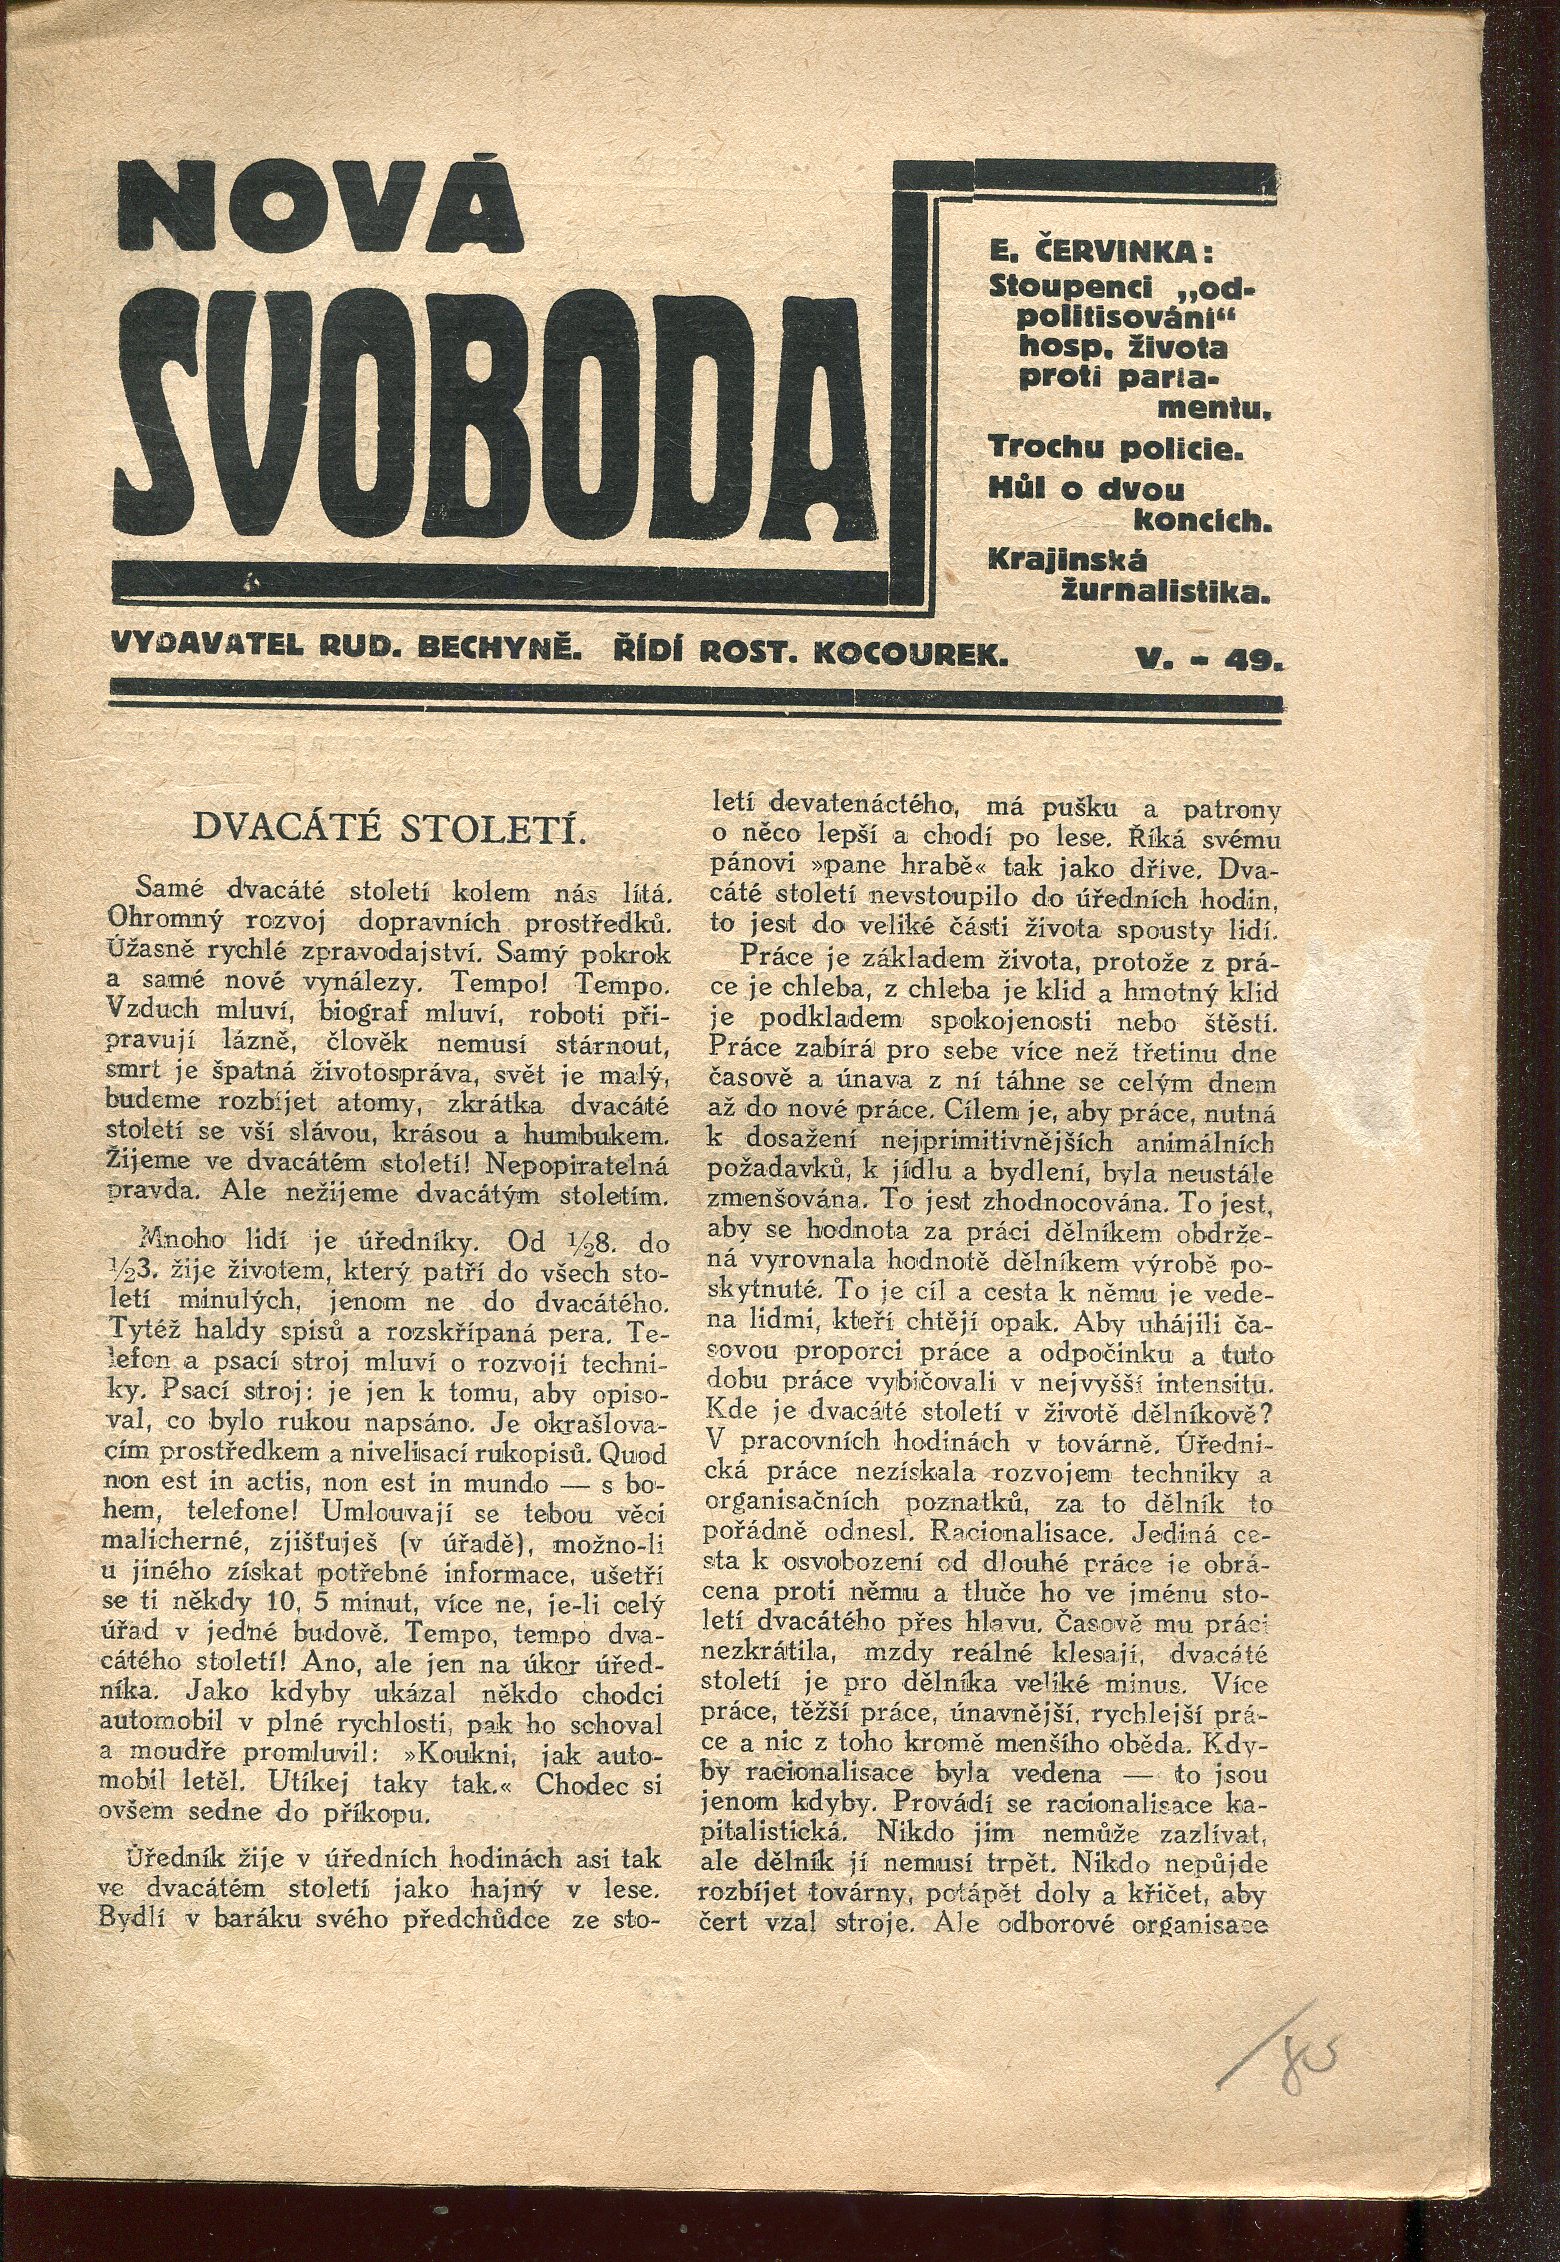 NOVÁ
SVOBODA
E. ČERVINKA:
Stoupenci „od-
politisování“
hosp. života
proti parla-
mentu.
Trochu policie.
Hůl o dvou
koncích.
Krajinská
žurnalistika.
VYDAVATEL RUD. BECHYNĚ. ŘÍDÍ ROST. KOCOUREK. V. - 49.
DVACÁTÉ STOLETÍ.
Samé dvacáté století kolem nás lítá.
Ohromný rozvoj dopravních prostředků.
Úžasně rychlé zpravodajství. Samý pokrok
a samé nové vynálezy. Tempo! Tempo.
Vzduch mluví, biograf mluví, roboti při-
pravují lázně, člověk nemusí stárnout,
smrt je špatná životospráva, svět je malý,
budeme rozbíjet atomy, zkrátka dvacáté
století se vší slávou, krásou a humbukem.
Žijeme ve dvacátém století! Nepopiratelná
pravda. Ale nežijeme dvacátým stoletím.
Mnoho lidí je úředníky. Od ½8. do
½3. žije životem, který patří do všech sto-
letí minulých, jenom ne do dvacátého.
Tytéž haldy spisů a rozskřípaná pera. Te-
lefon a psací stroj mluví o rozvoji techni-
ky. Psací stroj: je jen k tomu, aby opiso-
val, co bylo rukou napsáno. Je okrašlova-
cím prostředkem a nivelisací rukopisů. Quod
non est in actis, non est in mundo — s bo-
hem, telefone! Umlouvají se tebou věci
malicherné, zjišťuješ (v úřadě), možno-li
u jiného získat potřebné informace, ušetří
se ti někdy 10, 5 minut, více ne, je-li celý
úřad v jedné budově. Tempo, tempo dva-
cátého století! Ano, ale jen na úkor úřed-
níka. Jako kdyby ukázal někdo chodci
automobil v plné rychlosti, pak ho schoval
a moudře promluvil: »Koukni, jak auto-
mobil letěl. Utíkej taky tak.« Chodec si
ovšem sedne do příkopu.
Úředník žije v úředních hodinách asi tak
ve dvacátém století jako hajný v lese.
Bydlí v baráku svého předchůdce ze sto-
letí devatenáctého, má pušku a patrony
o něco lepší a chodí po lese. Říká svému
pánovi »pane hrabě« tak jako dříve. Dva-
cáté století nevstoupilo do úředních hodin,
to jest do veliké části života spousty lidí.
Práce je základem života, protože z prá-
ce je chleba, z chleba je klid a hmotný klid
je podkladem spokojenosti nebo štěstí.
Práce zabírá pro sebe více než třetinu dne
časově a únava z ní táhne se celým dnem
až do nové práce. Cílem je, aby práce, nutná
k dosažení nejprimitivnějších animálních
požadavků, k jídlu a bydlení, byla neustále
zmenšována. To jest zhodnocována. To jest,
aby se hodnota za práci dělníkem obdrže-
ná vyrovnala hodnotě dělníkem výrobě po-
skytnuté. To je cíl a cesta k němu je vede-
na lidmi, kteří chtějí opak. Aby uhájili ča-
sovou proporci práce a odpočinku a tuto
dobu práce vybičovali v nejvyšší intensitu.
Kde je dvacáté století v životě dělníkově?
V pracovních hodinách v továrně. Úředni-
cká práce nezískala rozvojem techniky a
organisačních poznatků, za to dělník to
pořádně odnesl. Racionalisace. Jediná ce-
sta k osvobození od dlouhé práce je obrá-
cena proti němu a tluče ho ve jménu sto-
letí dvacátého přes hlavu. Časově mu práci
nezkrátila, mzdy reálné klesají, dvacáté
století je pro dělníka veliké minus. Více
práce, těžší práce, únavnější, rychlejší prá-
ce a nic z toho kromě menšího oběda. Kdy-
by racionalisace byla vedena — to jsou
jenom kdyby. Provádí se racionalisace ka-
pitalistická. Nikdo jim nemůže zazlívat,
ale dělník jí nemusí trpět. Nikdo nepůjde
rozbíjet továrny, potápět doly a křičet, aby
čert vzal stroje. Ale odborové organisace